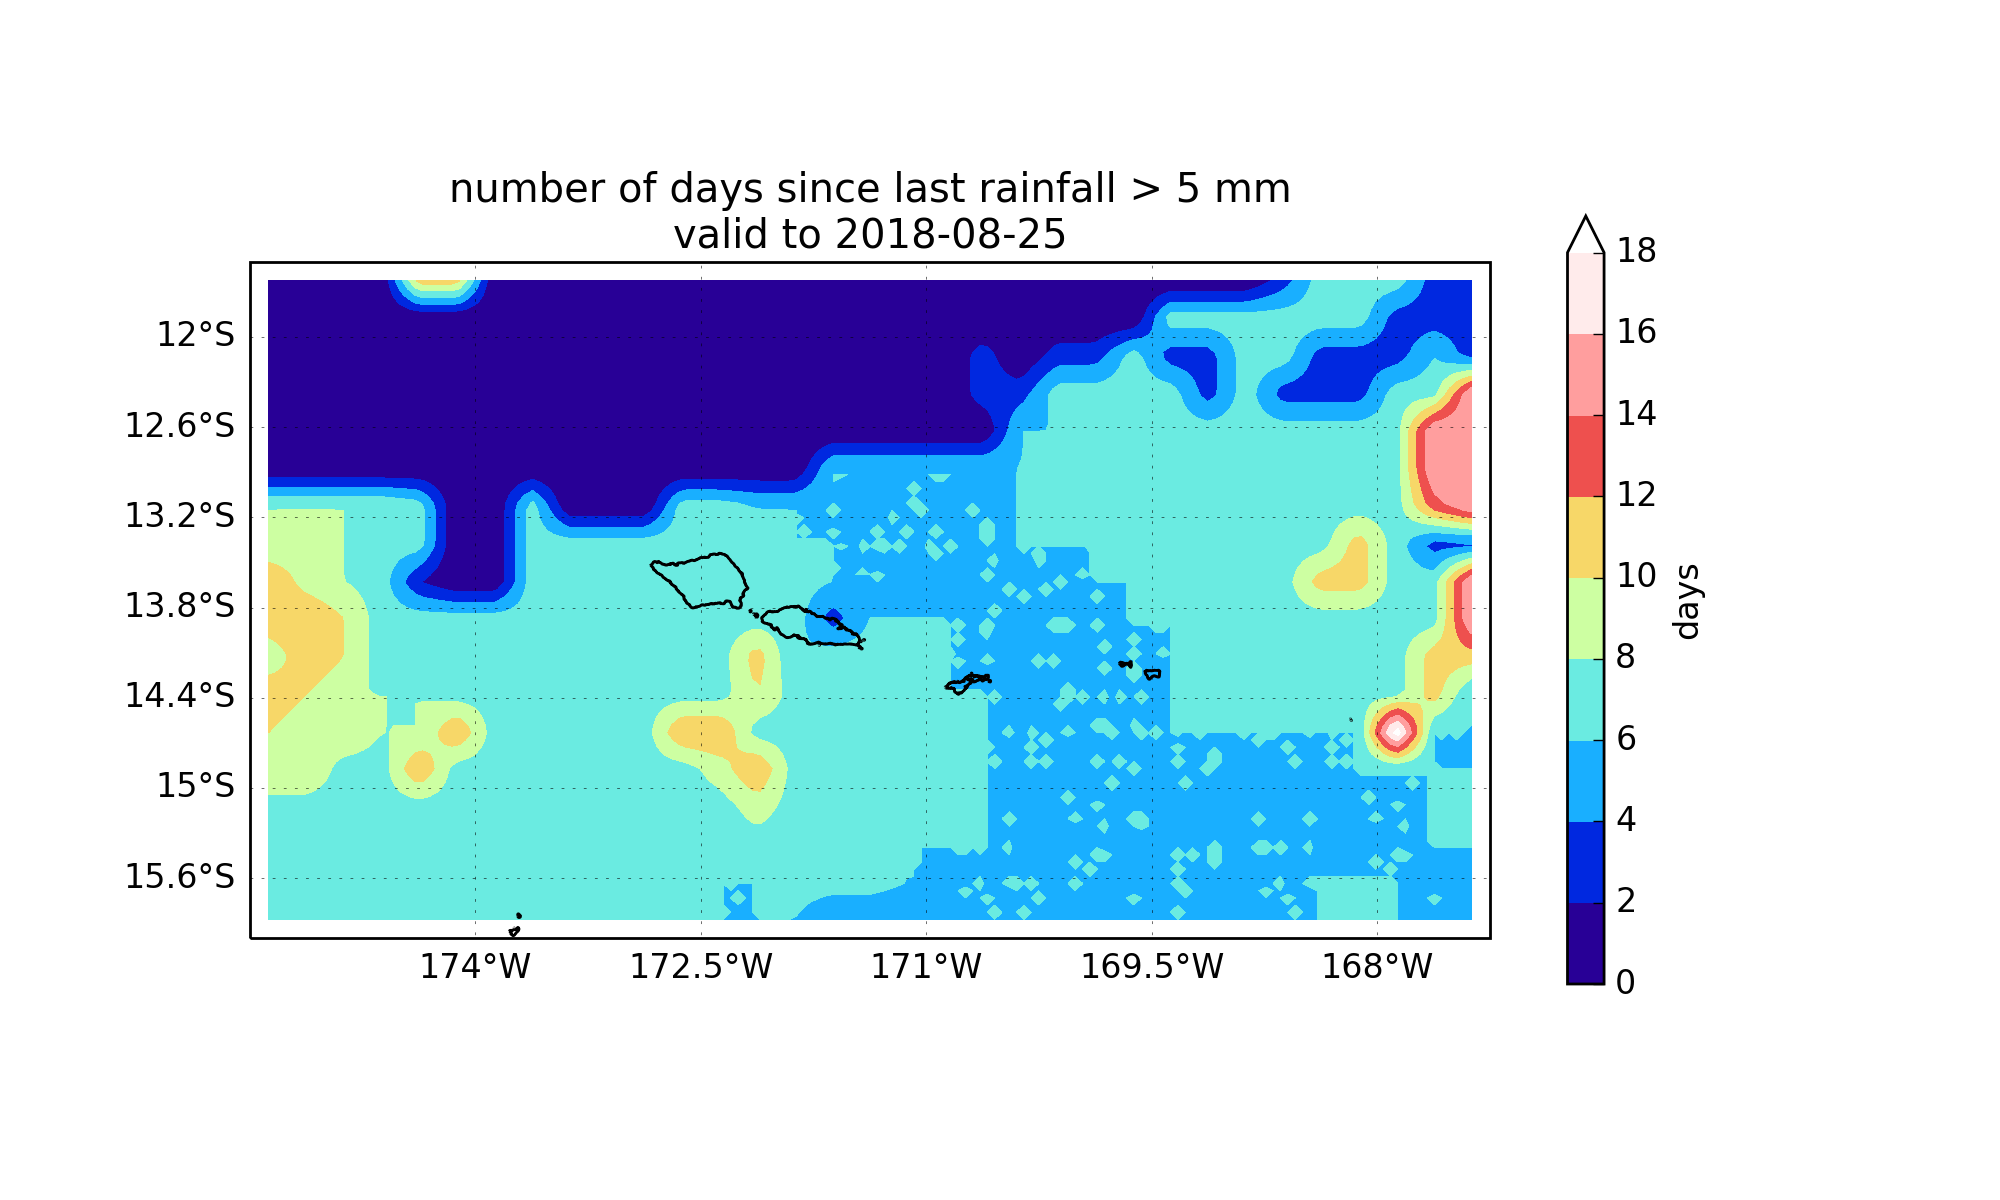 number of days since last rainfall > 5 mm
valid to 2018-08-25
12°S
12.6°S
13.2°S
13.8°S
14.4°S
15°S
15.6°S
174°W 172.5°W 171°W 169.5°W 168°W
18
16
14
12
10
8
6
4
2
0
days